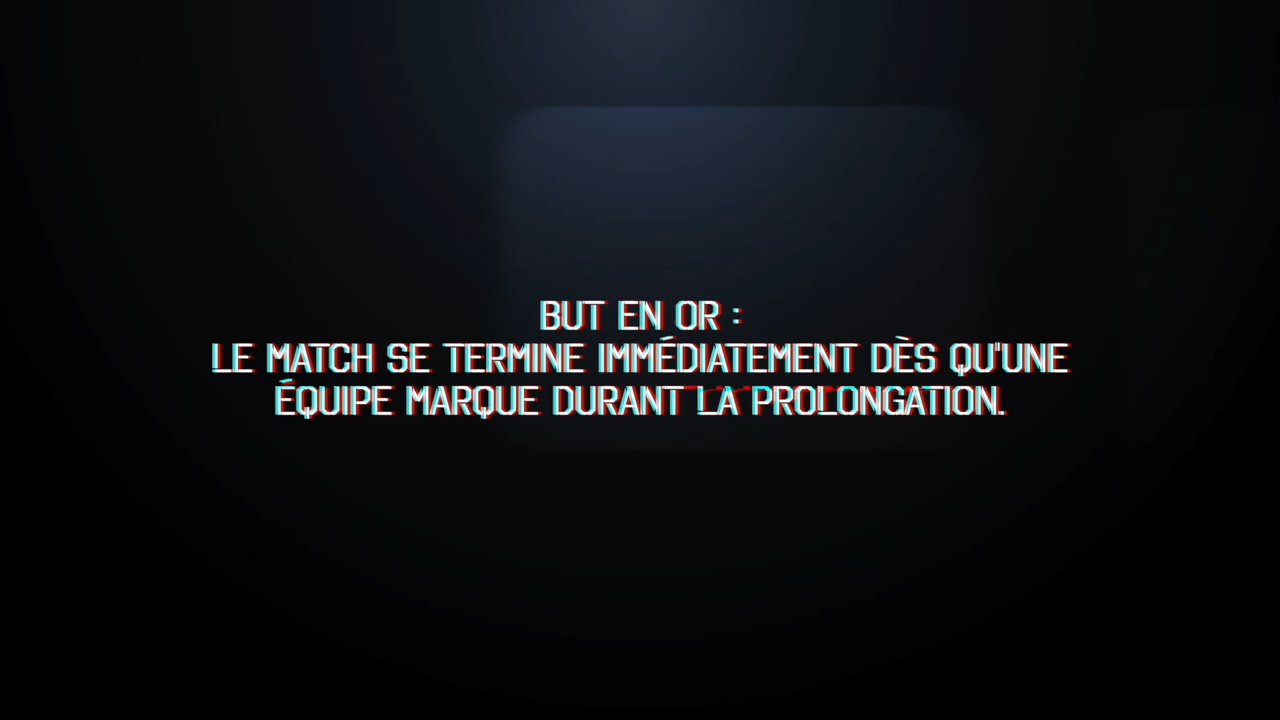 BUT EN OR :
LE MATCH SE TERMINE IMMÉDIATEMENT DÈS QU'UNE
ÉQUIPE MARQUE DURANT LA PROLONGATION.